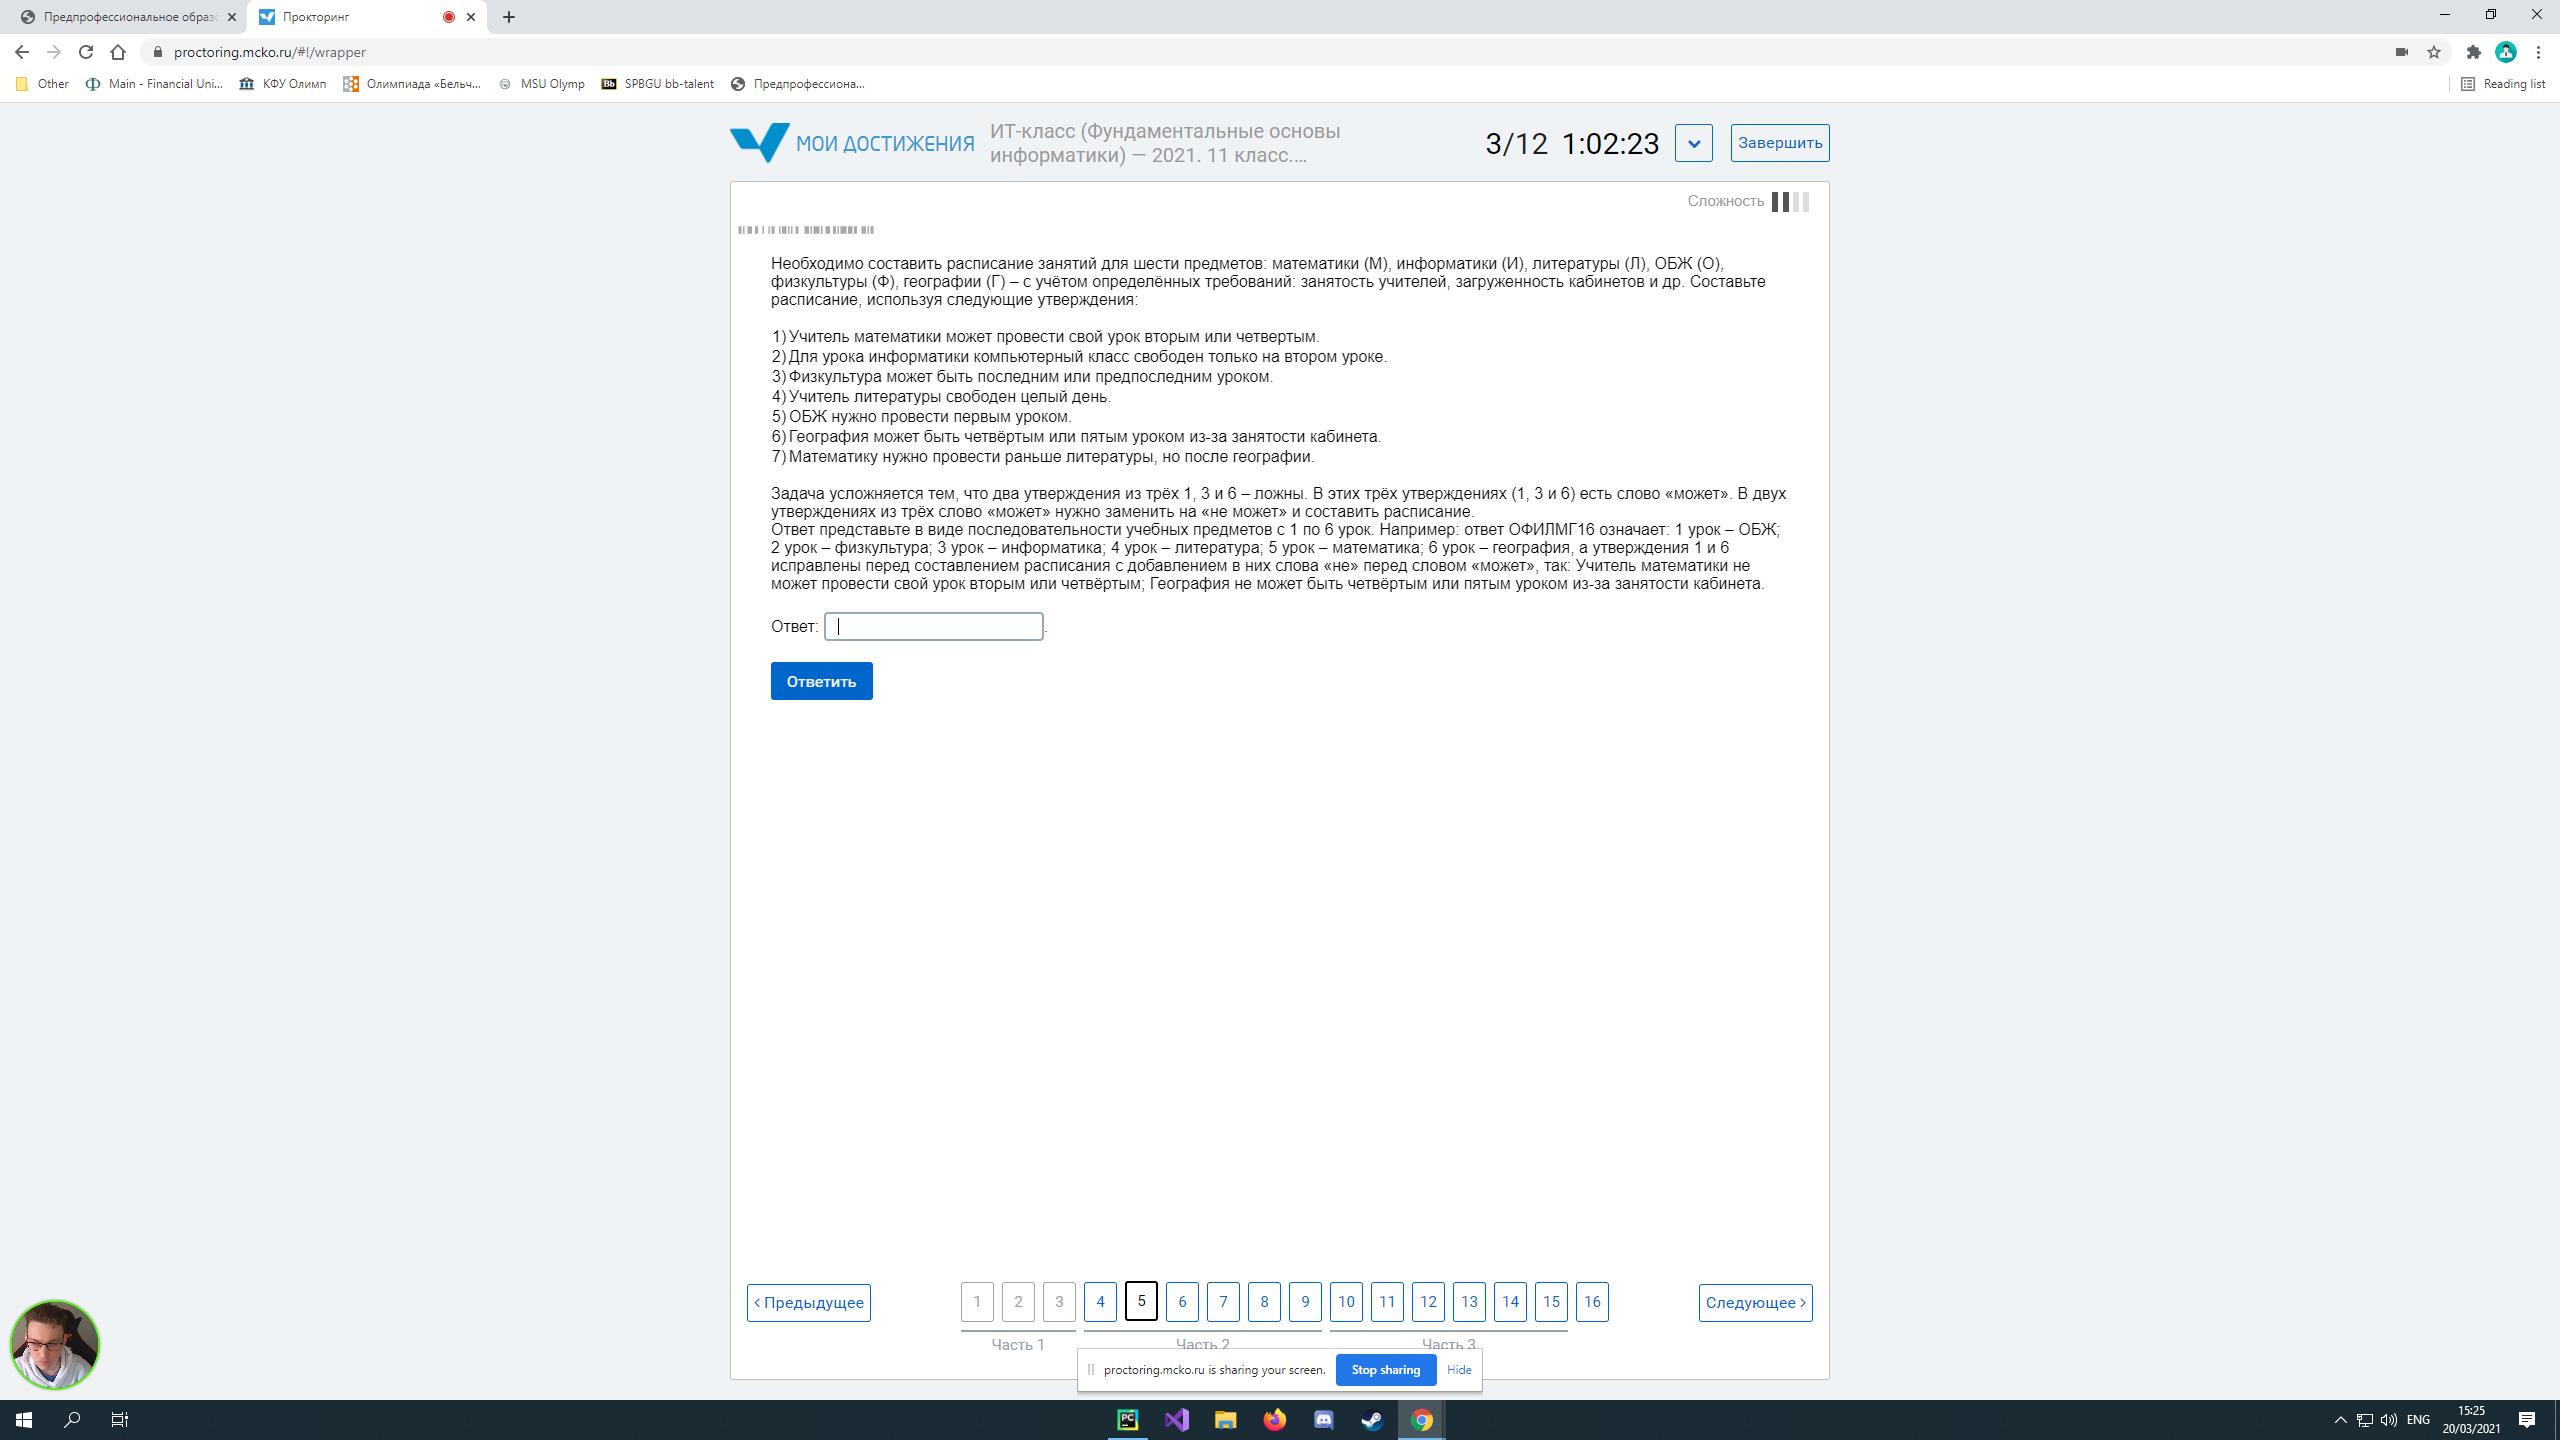 Предпрофессиональное образо
Прокторинг
proctoring.mcko.ru/#!/wrapper
Other
Main - Financial Uni...
КФУ Олимп
Олимпиада «Бельч...
MSU Olymp
Bb
SPBGU bb-talent
Предпрофессиона...
Reading list
МОИ ДОСТИЖЕНИЯ
ИТ-класс (Фундаментальные основы
информатики) — 2021. 11 класс....
3/12 1:02:23
Завершить
Сложность
Необходимо составить расписание занятий для шести предметов: математики (М), информатики (И), литературы (Л), ОБЖ (О),
физкультуры (Ф), географии (Г) – с учётом определённых требований: занятость учителей, загруженность кабинетов и др. Составьте
расписание, используя следующие утверждения:
1) Учитель математики может провести свой урок вторым или четвертым.
2) Для урока информатики компьютерный класс свободен только на втором уроке.
3) Физкультура может быть последним или предпоследним уроком.
4) Учитель литературы свободен целый день.
5) ОБЖ нужно провести первым уроком.
6) География может быть четвёртым или пятым уроком из-за занятости кабинета.
7) Математику нужно провести раньше литературы, но после географии.
Задача усложняется тем, что два утверждения из трёх 1, 3 и 6 – ложны. В этих трёх утверждениях (1, 3 и 6) есть слово «может». В двух
утверждениях из трёх слово «может» нужно заменить на «не может» и составить расписание.
Ответ представьте в виде последовательности учебных предметов с 1 по 6 урок. Например: ответ ОФИЛМГ16 означает: 1 урок – ОБЖ;
2 урок – физкультура; 3 урок – информатика; 4 урок – литература; 5 урок – математика; 6 урок – география, а утверждения 1 и 6
исправлены перед составлением расписания с добавлением в них слова «не» перед словом «может», так: Учитель математики не
может провести свой урок вторым или четвёртым; География не может быть четвёртым или пятым уроком из-за занятости кабинета.
Ответ: .
Ответить
Предыдущее
1 2 3 4 5 6 7 8 9 10 11 12 13 14 15 16
Следующее
Часть 1
Часть 2
Часть 3
proctoring.mcko.ru is sharing your screen.
Stop sharing
Hide
PC
ENG
15:25
20/03/2021